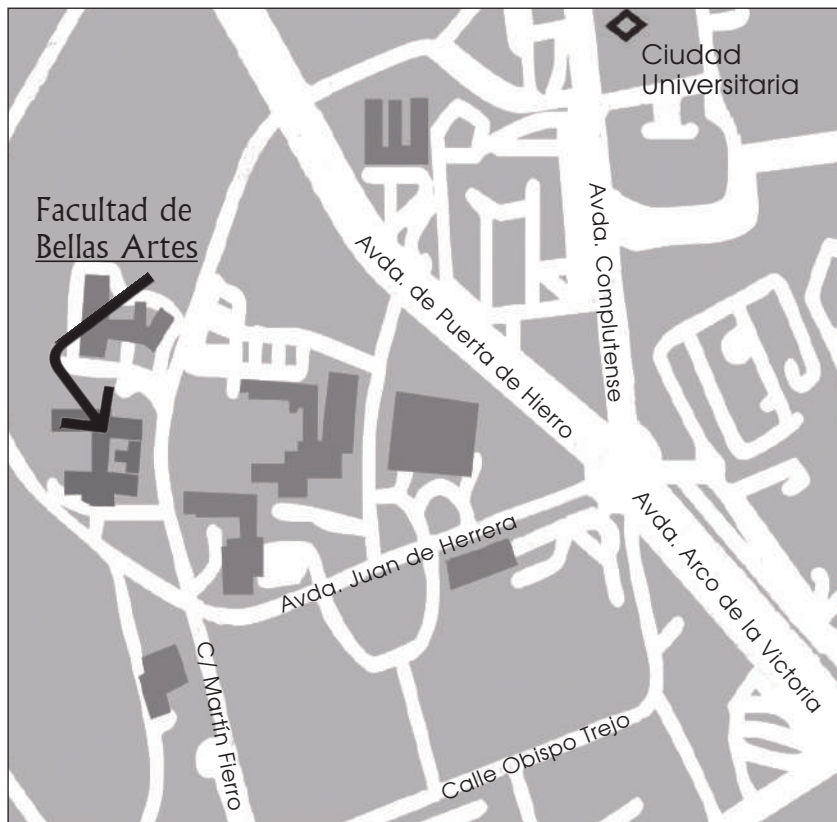 Ciudad
Universitaria
Facultad de
Bellas Artes
Avda. de Puerta de Hierro
Avda. Complutense
Avda. Juan de Herrera
Avda. Arco de la Victoria
C/ Martín Fierro
Calle Obispo Trejo